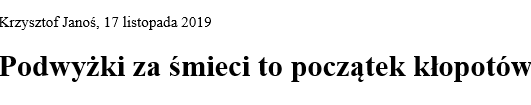 Krzysztof Janoś, 17 listopada 2019
Podwyżki za śmieci to początek kłopotów